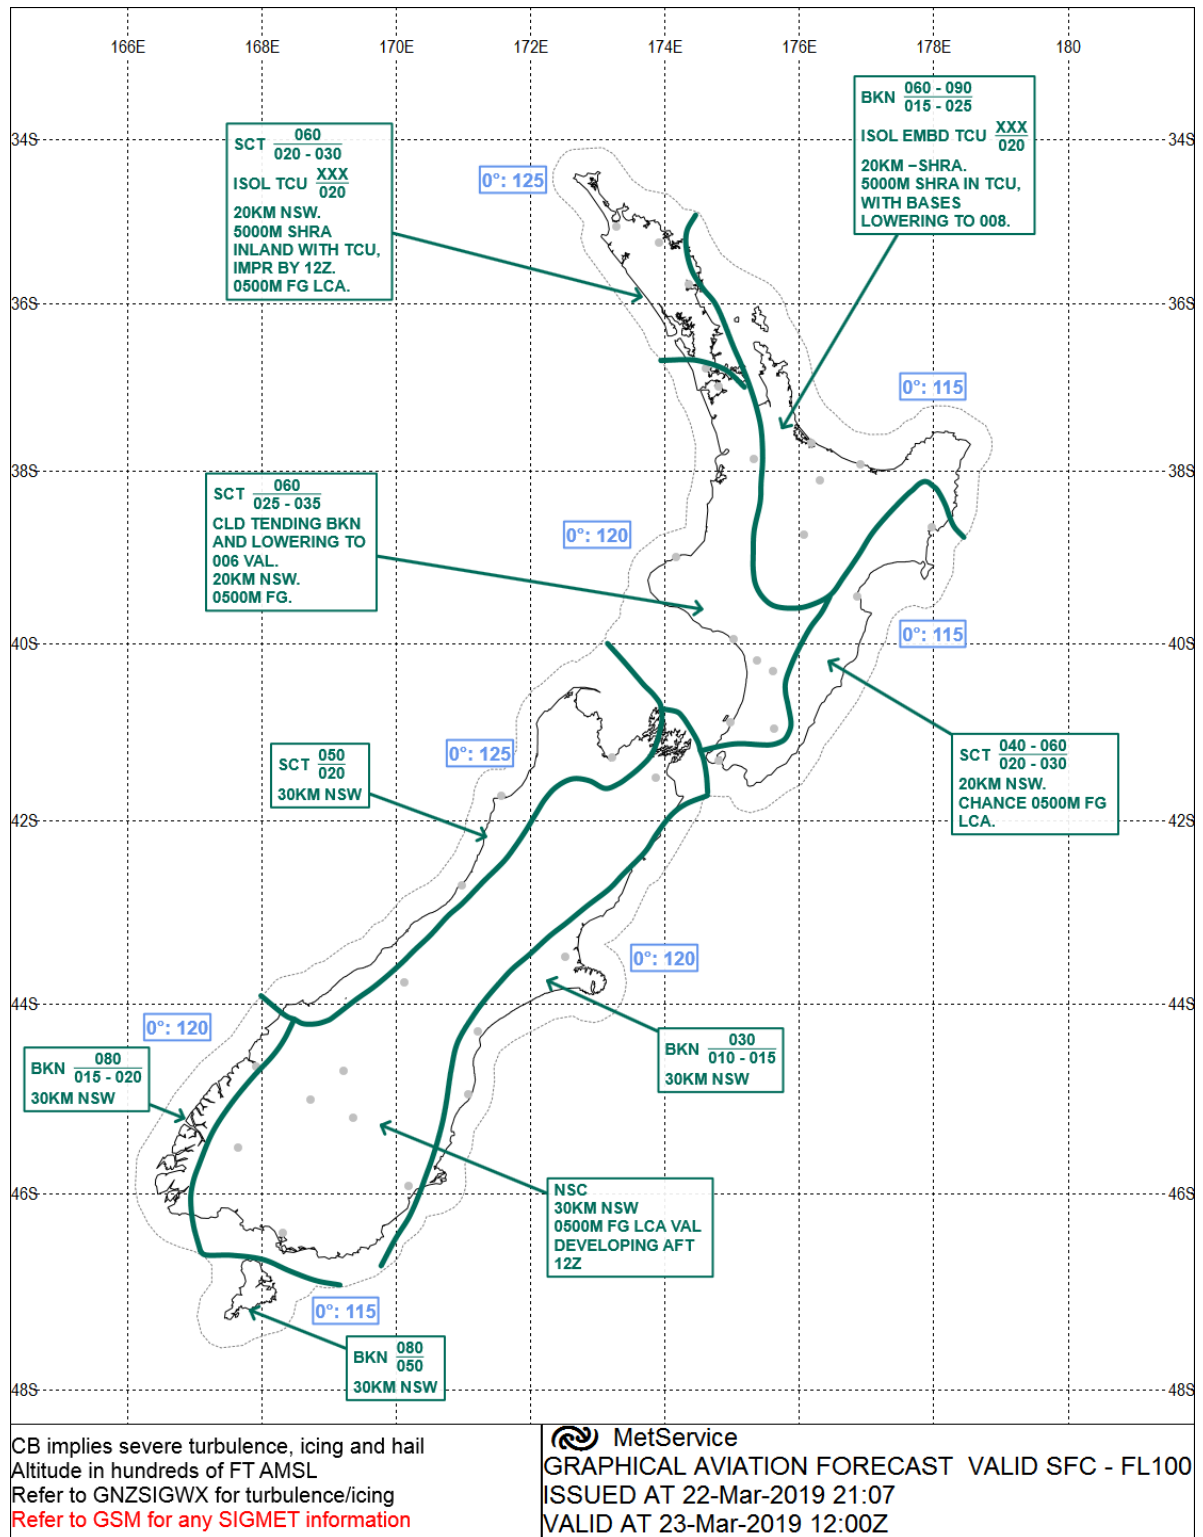 166E 168E 170E 172E 174E 176E 178E 180
34S 34S
36S 36S
38S 38S
40S 40S
42S 42S
44S 44S
46S 46S
48S 48S
SCT 060
020 - 030
ISOL TCU XXX
020
20KM NSW.
5000M SHRA
INLAND WITH TCU,
IMPR BY 12Z.
0500M FG LCA.
0°: 125
BKN 060 - 090
015 - 025
ISOL EMBD TCU XXX
020
20KM –SHRA.
5000M SHRA IN TCU,
WITH BASES
LOWERING TO 008.
0°: 115
SCT 060
025 - 035
CLD TENDING BKN
AND LOWERING TO
006 VAL.
20KM NSW.
0500M FG.
0°: 120
0°: 115
SCT 050
020
30KM NSW
0°: 125
SCT 040 - 060
020 - 030
20KM NSW.
CHANCE 0500M FG
LCA.
0°: 120
0°: 120
BKN 080
015 - 020
30KM NSW
BKN 030
010 - 015
30KM NSW
NSC
30KM NSW
0500M FG LCA VAL
DEVELOPING AFT
12Z
0°: 115
BKN 080
050
30KM NSW
CB implies severe turbulence, icing and hail
Altitude in hundreds of FT AMSL
Refer to GNZSIGWX for turbulence/icing
Refer to GSM for any SIGMET information
MetService
GRAPHICAL AVIATION FORECAST VALID SFC - FL100
ISSUED AT 22-Mar-2019 21:07
VALID AT 23-Mar-2019 12:00Z